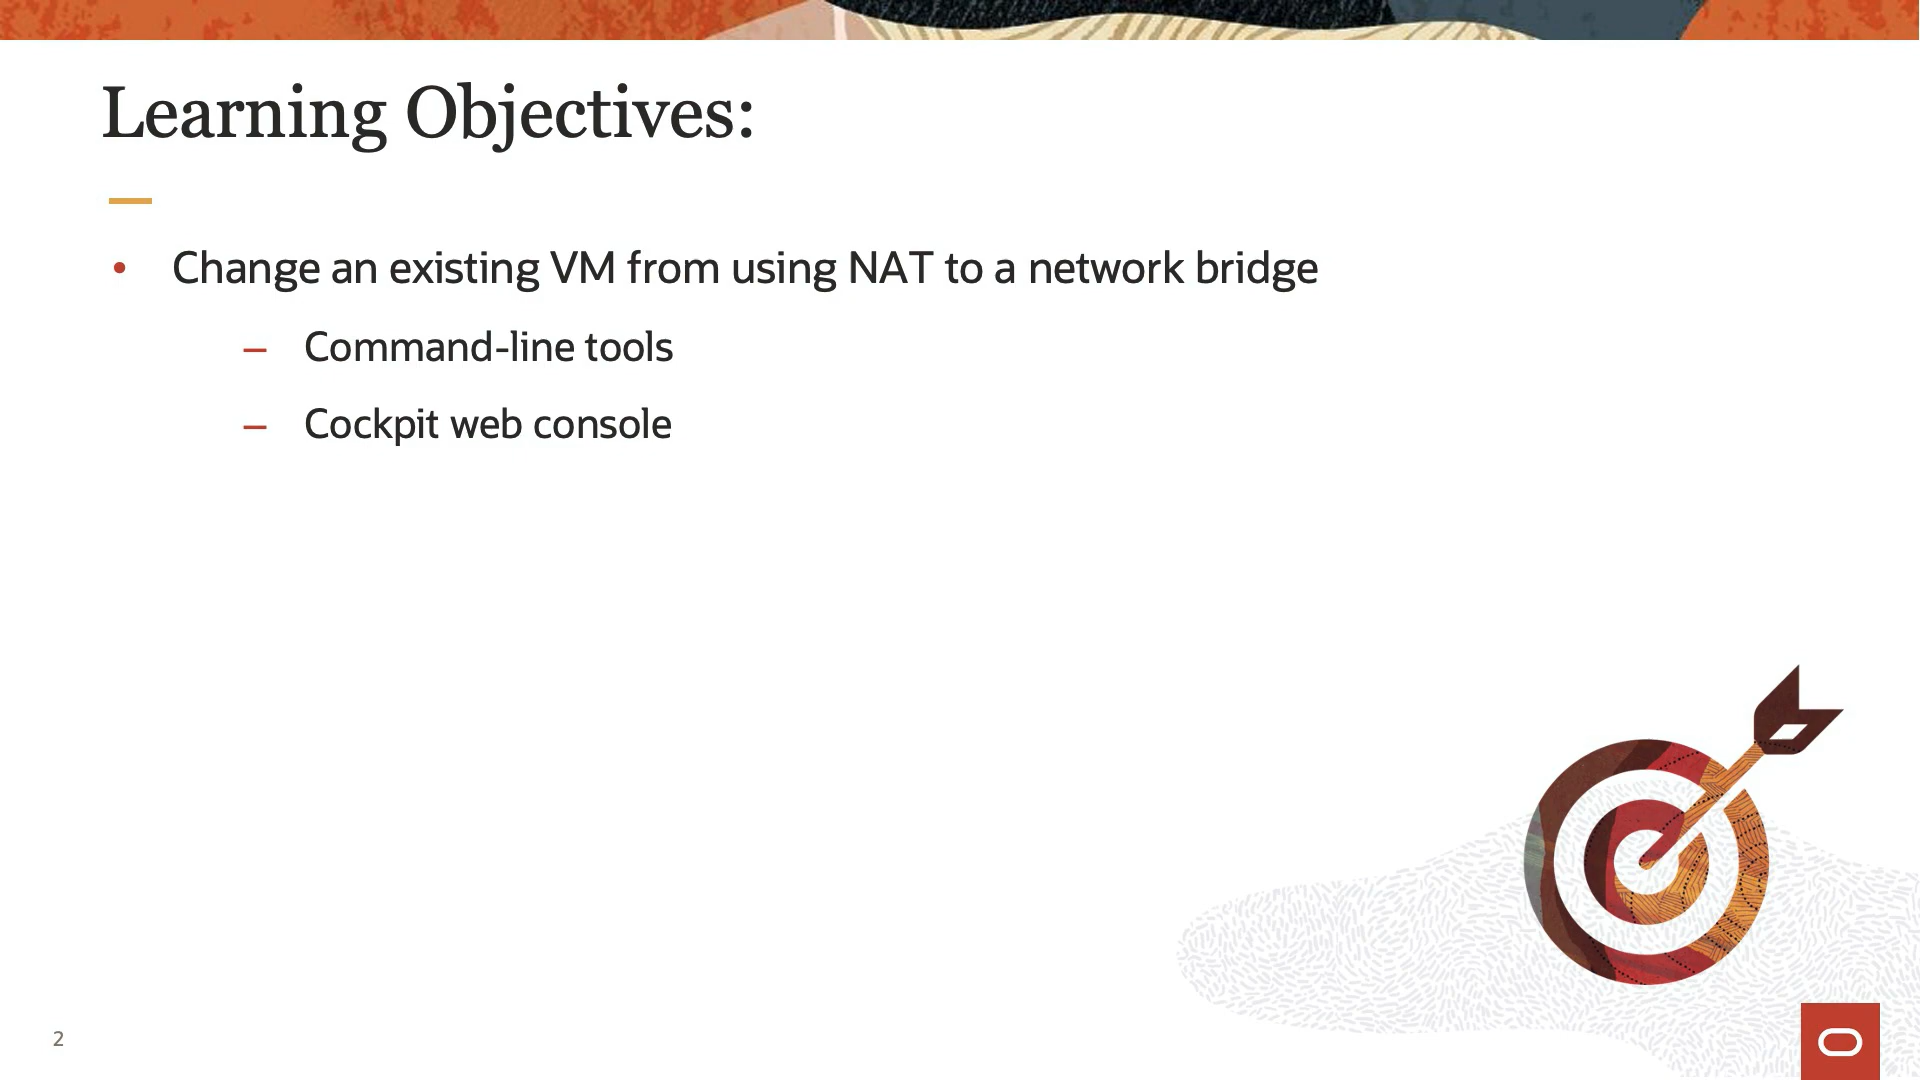 Learning Objectives:
• Change an existing VM from using NAT to a network bridge
– Command-line tools
– Cockpit web console
2